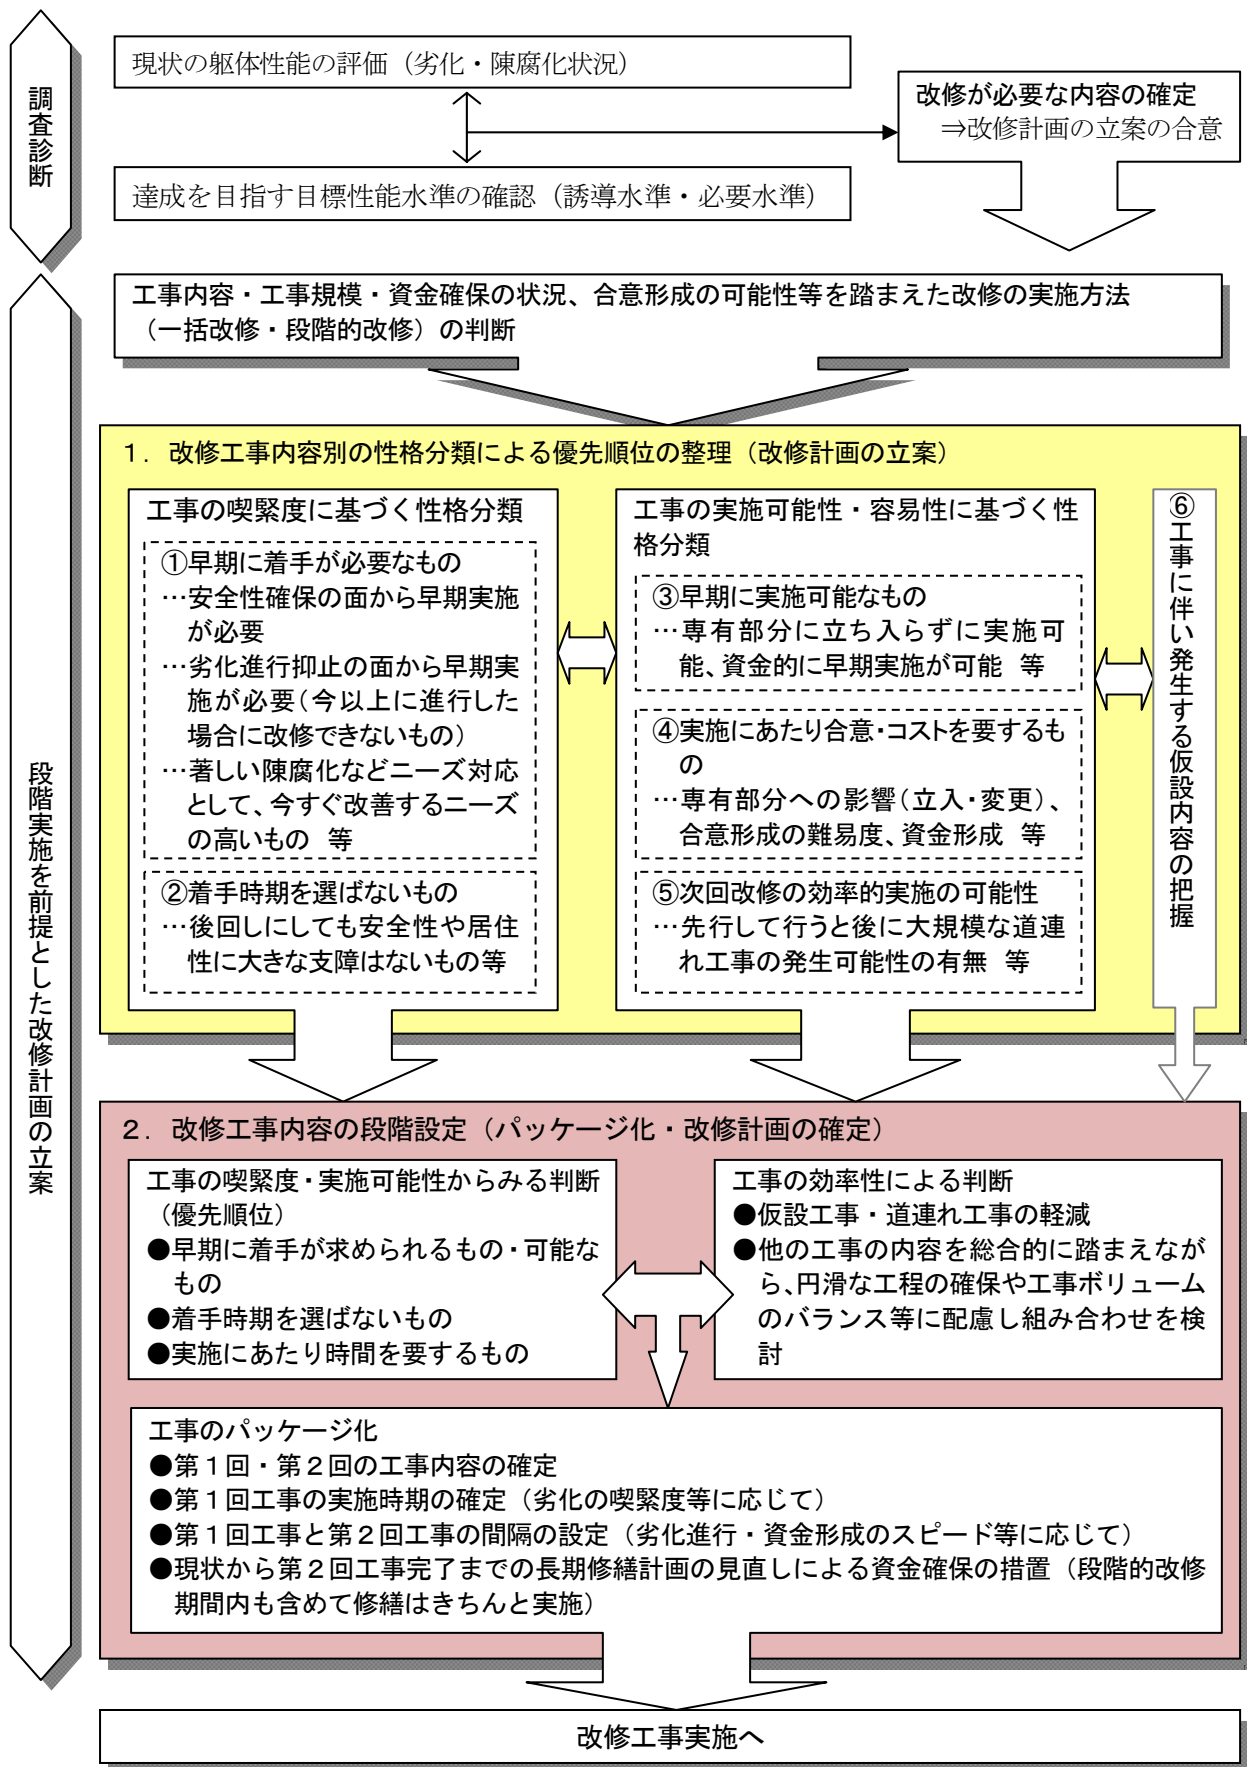 調査診断
現状の躯体性能の評価（劣化・陳腐化状況）
達成を目指す目標性能水準の確認（誘導水準・必要水準）
改修が必要な内容の確定
⇒改修計画の立案の合意
段階実施を前提とした改修計画の立案
工事内容・工事規模・資金確保の状況、合意形成の可能性等を踏まえた改修の実施方法
（一括改修・段階的改修）の判断
１．改修工事内容別の性格分類による優先順位の整理（改修計画の立案）
工事の喫緊度に基づく性格分類
①早期に着手が必要なもの
…安全性確保の面から早期実施
が必要
…劣化進行抑止の面から早期実
施が必要（今以上に進行した
場合に改修できないもの）
…著しい陳腐化などニーズ対応
として、今すぐ改善するニーズ
の高いもの　等
②着手時期を選ばないもの
…後回しにしても安全性や居住
性に大きな支障はないもの等
工事の実施可能性・容易性に基づく性
格分類
③早期に実施可能なもの
…専有部分に立ち入らずに実施可
能、資金的に早期実施が可能　等
④実施にあたり合意・コストを要するも
の
…専有部分への影響（立入・変更）、
合意形成の難易度、資金形成　等
⑤次回改修の効率的実施の可能性
…先行して行うと後に大規模な道連
れ工事の発生可能性の有無　等
⑥工事に伴い発生する仮設内容の把握
２．改修工事内容の段階設定（パッケージ化・改修計画の確定）
工事の喫緊度・実施可能性からみる判断
（優先順位）
●早期に着手が求められるもの・可能な
もの
●着手時期を選ばないもの
●実施にあたり時間を要するもの
工事の効率性による判断
●仮設工事・道連れ工事の軽減
●他の工事の内容を総合的に踏まえなが
ら、円滑な工程の確保や工事ボリューム
のバランス等に配慮し組み合わせを検
討
工事のパッケージ化
●第１回・第２回の工事内容の確定
●第１回工事の実施時期の確定（劣化の喫緊度等に応じて）
●第１回工事と第２回工事の間隔の設定（劣化進行・資金形成のスピード等に応じて）
●現状から第２回工事完了までの長期修繕計画の見直しによる資金確保の措置（段階的改修
期間内も含めて修繕はきちんと実施）
改修工事実施へ